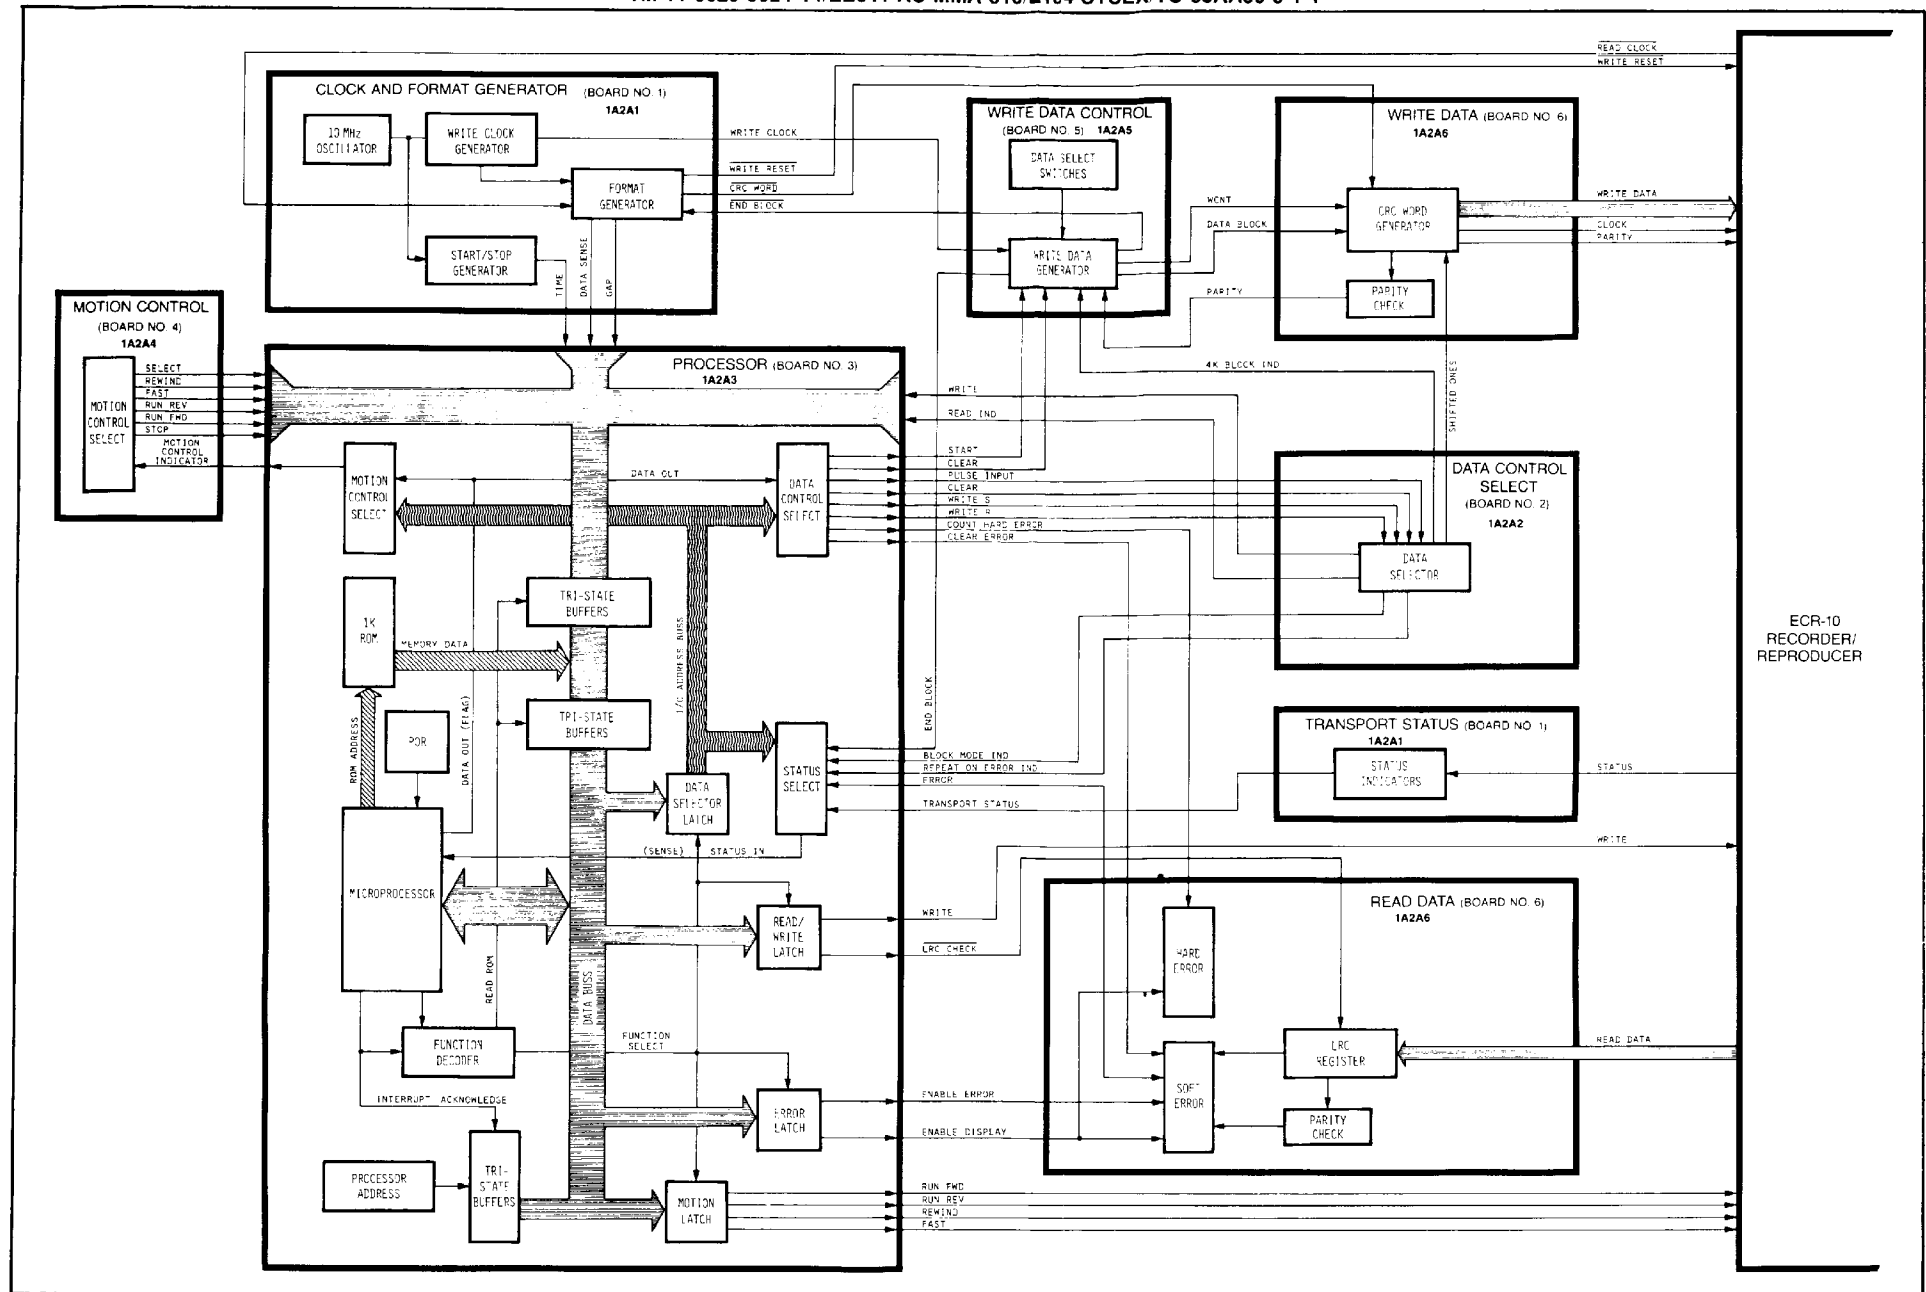 READ CLOCK
WRITE RESET
CLOCK AND FORMAT GENERATOR (BOARD NO. 1)
1A2A1
10 MHz
OSCILLATOR
WRITE CLOCK
GENERATOR
FORMAT
GENERATOR
START/STOP
GENERATOR
TIME
DATA SENSE
GAP
WRITE CLOCK
WRITE RESET
CRC WORD
END BLOCK
WRITE DATA CONTROL
(BOARD NO. 5) 1A2A5
DATA SELECT
SWITCHES
WRITE DATA
GENERATOR
WCNT
DATA BLOCK
PARITY
WRITE DATA (BOARD NO. 6)
1A2A6
CRC WORD
GENERATOR
PARITY
CHECK
WRITE DATA
CLOCK
PARITY
4K BLOCK IND
SHIFTED ONES
MOTION CONTROL
(BOARD NO. 4)
1A2A4
MOTION
CONTROL
SELECT
SELECT
REWIND
FAST
RUN REV
RUN FWD
STOP
MOTION
CONTROL
INDICATOR
PROCESSOR (BOARD NO. 3)
1A2A3
WRITE
READ IND
MOTION
CONTROL
SELECT
DATA OUT
DATA
CONTROL
SELECT
START
CLEAR
PULSE INPUT
CLEAR
WRITE S
WRITE R
COUNT HARD ERROR
CLEAR ERROR
DATA CONTROL
SELECT
(BOARD NO. 2)
1A2A2
DATA
SELECTOR
1K
ROM
MEMORY DATA
TRI-STATE
BUFFERS
TRI-STATE
BUFFERS
I/O ADDRESS BUSS
ROM ADDRESS
POR
DATA OUT (FLAG)
DATA
SELECTOR
LATCH
STATUS
SELECT
END BLOCK
BLOCK MODE IND
REPEAT ON ERROR IND
ERROR
TRANSPORT STATUS
TRANSPORT STATUS (BOARD NO. 1)
1A2A1
STATUS
INDICATORS
STATUS
ECR-10
RECORDER/
REPRODUCER
MICROPROCESSOR
(SENSE) STATUS IN
READ ROM
DATA BUSS
READ/
WRITE
LATCH
WRITE
LRC CHECK
WRITE
READ DATA (BOARD NO. 6)
1A2A6
HARD
ERROR
SOFT
ERROR
LRC
REGISTER
PARITY
CHECK
READ DATA
FUNCTION
DECODER
FUNCTION
SELECT
INTERRUPT ACKNOWLEDGE
ERROR
LATCH
ENABLE ERROR
ENABLE DISPLAY
PROCESSOR
ADDRESS
TRI-
STATE
BUFFERS
MOTION
LATCH
RUN FWD
RUN REV
REWIND
FAST